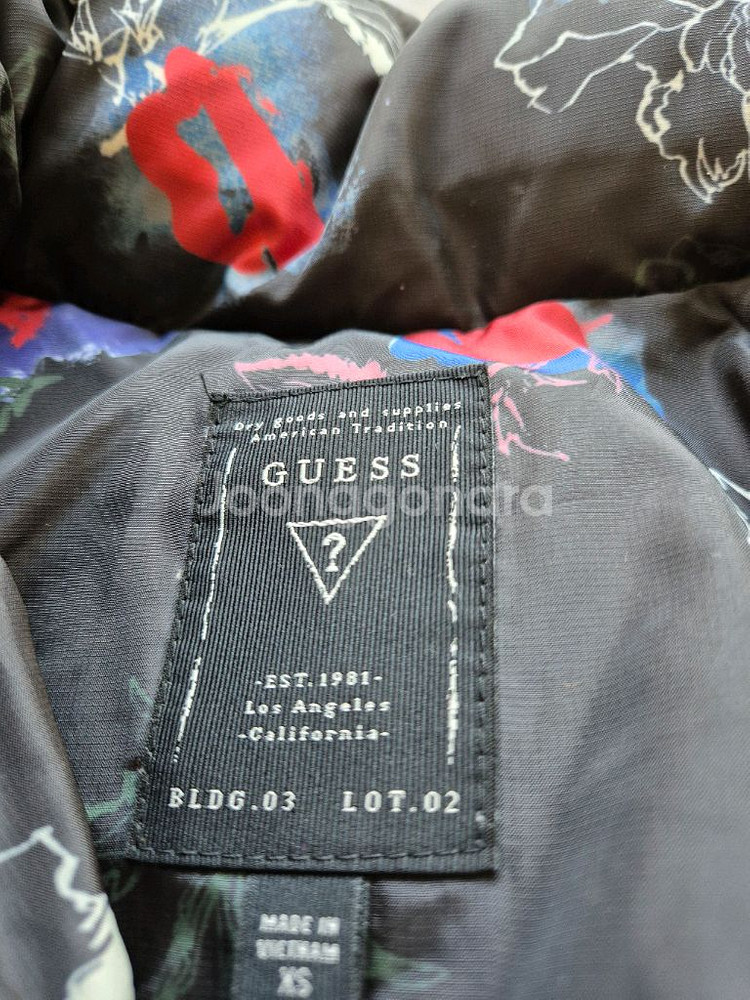 Dry goods and supplies
American Tradition
GUESS
Joonggonara
?
-EST.1981-
Los Angeles
-California-
BLDG.03 LOT.02
MADE IN
VIETNAM
XS